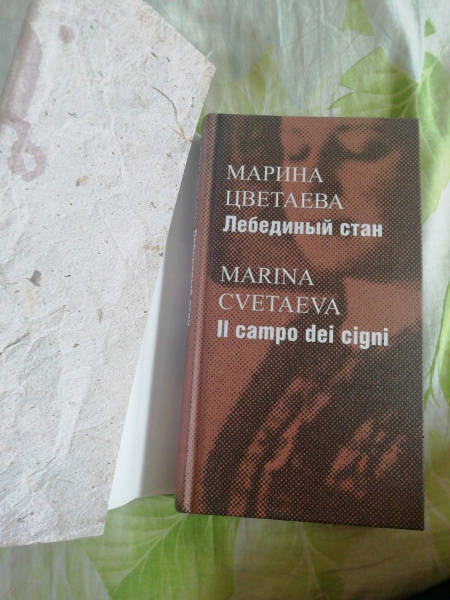 МАРИНА
ЦВЕТАЕВА
Лебединый стан
MARINA
CVETAEVA
Il campo dei cigni